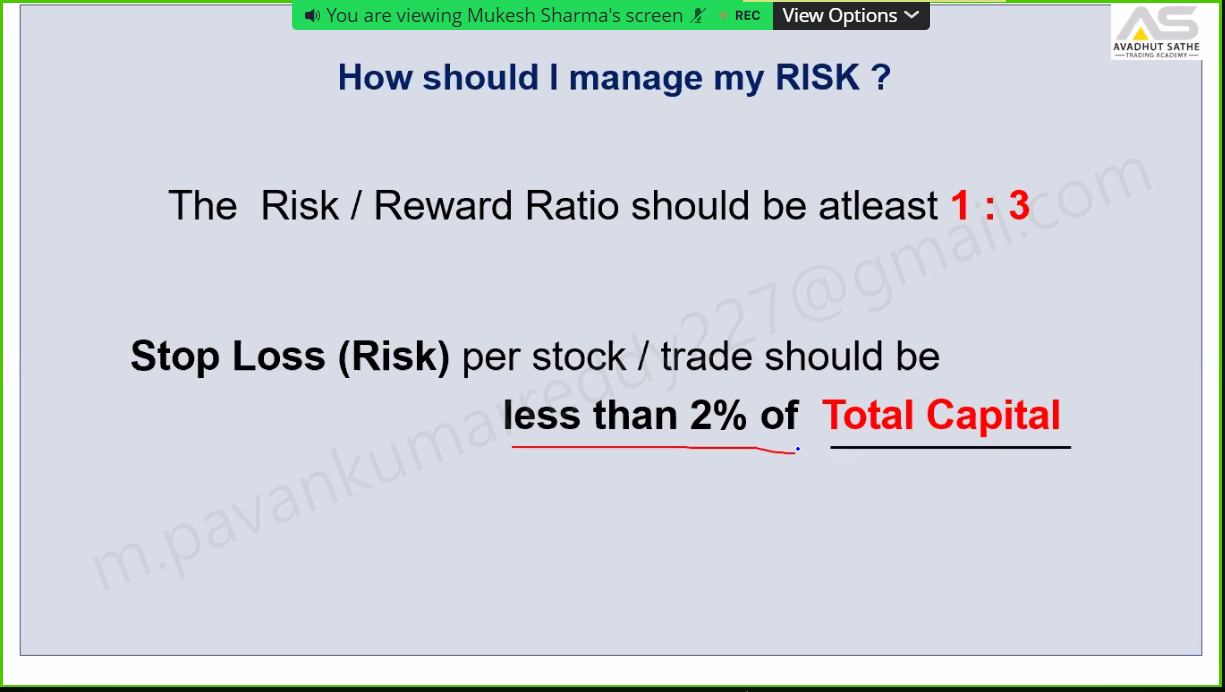 You are viewing Mukesh Sharma's screen REC View Options
AS
AVADHUT SATHE
TRADING ACADEMY
How should I manage my RISK ?
The Risk / Reward Ratio should be atleast 1 : 3
Stop Loss (Risk) per stock / trade should be
less than 2% of Total Capital
m.pavankumarreddy227@gmail.com